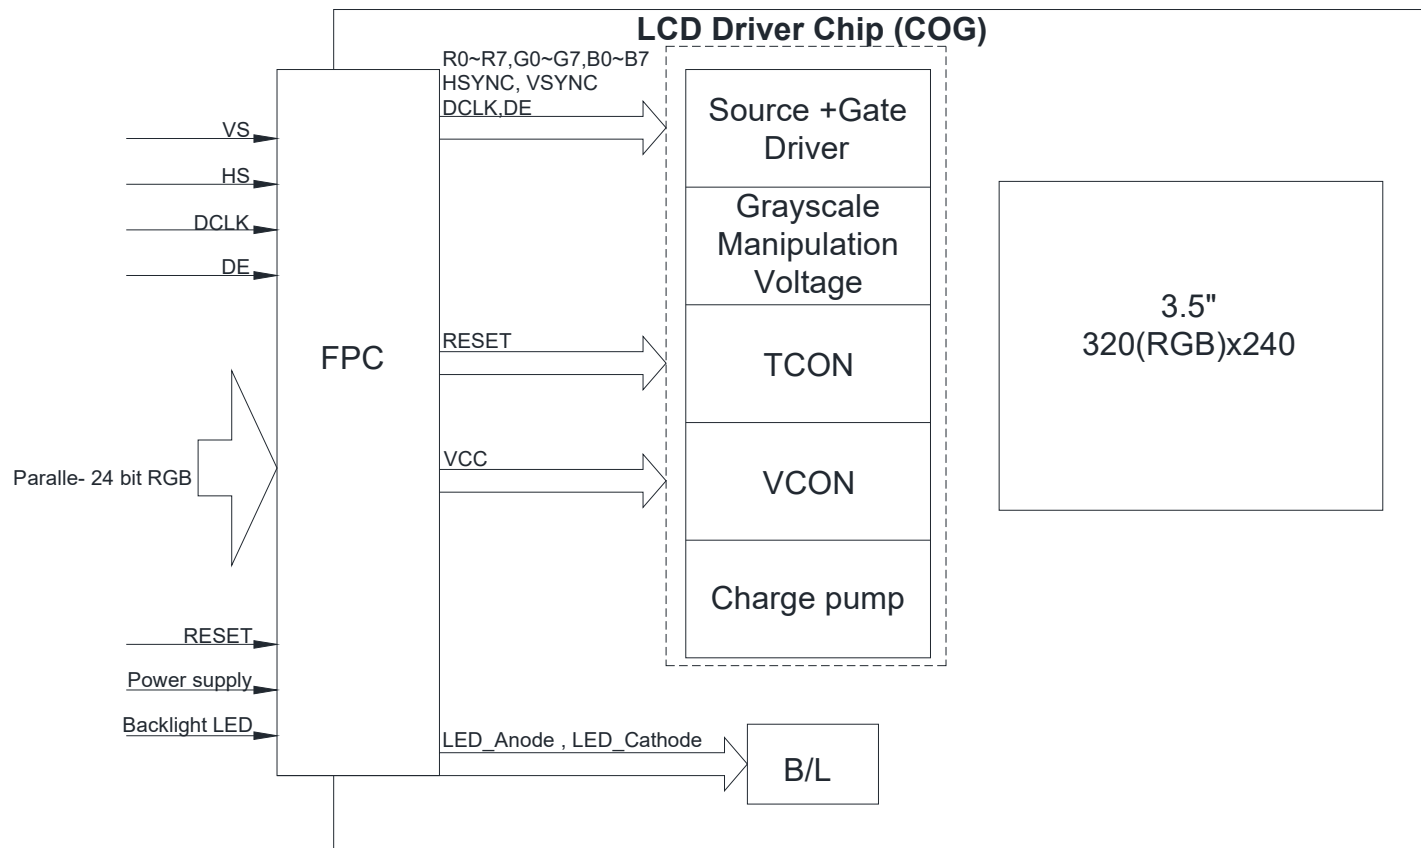 LCD Driver Chip (COG)
R0~R7,G0~G7,B0~B7
HSYNC, VSYNC
DCLK,DE
VS
HS
DCLK
DE
FPC
Paralle- 24 bit RGB
RESET
Power supply
Backlight LED
RESET
VCC
LED_Anode , LED_Cathode
Source +Gate
Driver
Grayscale
Manipulation
Voltage
TCON
VCON
Charge pump
B/L
3.5"
320(RGB)x240